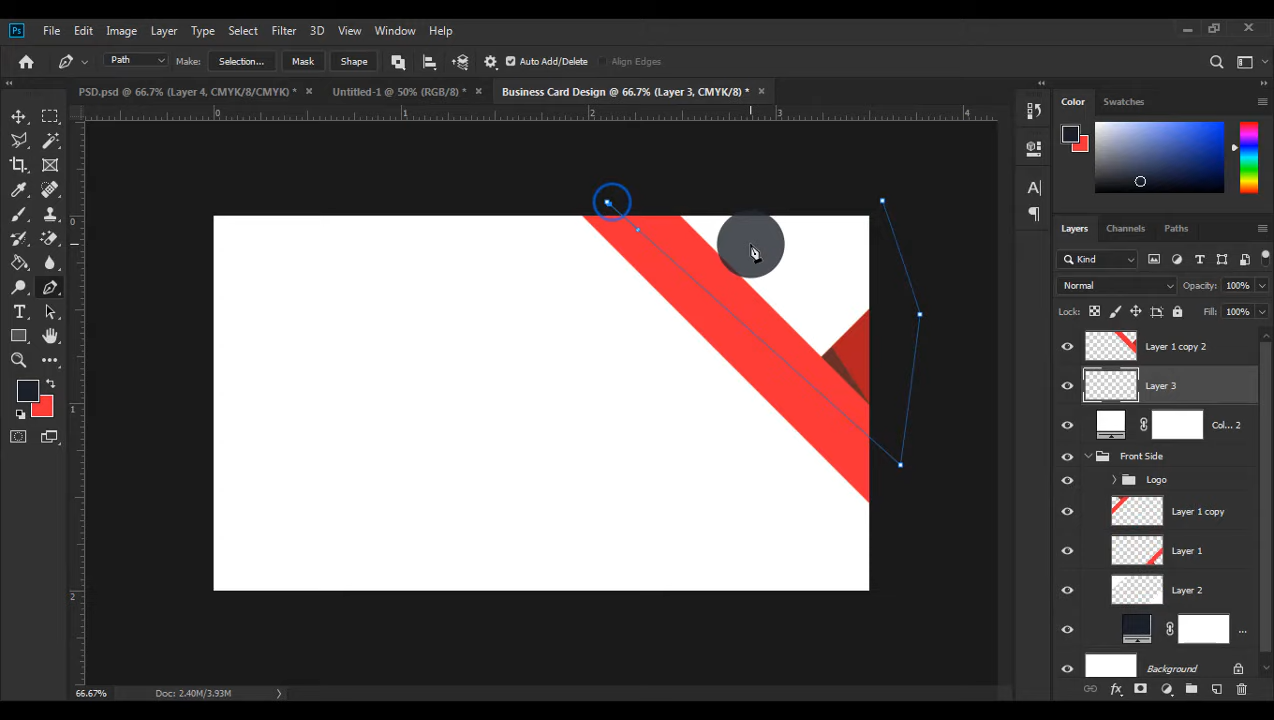 Ps File Edit Image Layer Type Select Filter 3D View Window Help
Path Make: Selection... Mask Shape Auto Add/Delete Align Edges
PSD.psd @ 66.7% (Layer 4, CMYK/8/CMYK) * Untitled-1 @ 50% (RGB/8) * Business Card Design @ 66.7% (Layer 3, CMYK/8) *
0 1 2 3 4
0
1
2
Color Swatches
Layers Channels Paths
Kind
Normal Opacity: 100%
Lock: Fill: 100%
Layer 1 copy 2
Layer 3
Col... 2
Front Side
Logo
Layer 1 copy
Layer 1
Layer 2
...
Background
66.67% Doc: 2.40M/3.93M